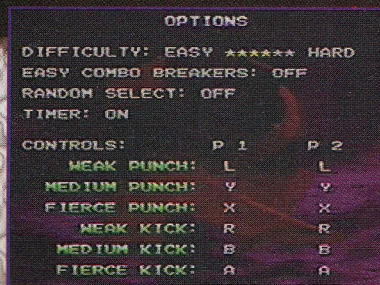 OPTIONS
DIFFICULTY: EASY ****** HARD
EASY COMBO BREAKERS: OFF
RANDOM SELECT: OFF
TIMER: ON
CONTROLS: P 1 P 2
WEAK PUNCH: L L
MEDIUM PUNCH: Y Y
FIERCE PUNCH: X X
WEAK KICK: R R
MEDIUM KICK: B B
FIERCE KICK: A A